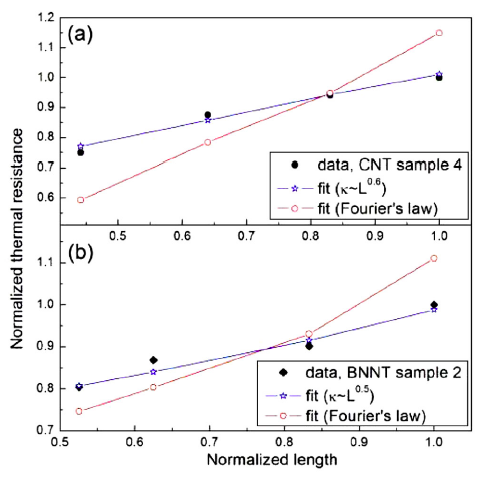 (a)
1.2
1.1
1.0
0.9
0.8
0.7
0.6
data, CNT sample 4
fit (κ~L^0.6)
fit (Fourier's law)
0.5 0.6 0.7 0.8 0.9 1.0
Normalized thermal resistance
(b)
1.1
1.0
0.9
0.8
0.7
data, BNNT sample 2
fit (κ~L^0.5)
fit (Fourier's law)
0.5 0.6 0.7 0.8 0.9 1.0
Normalized length